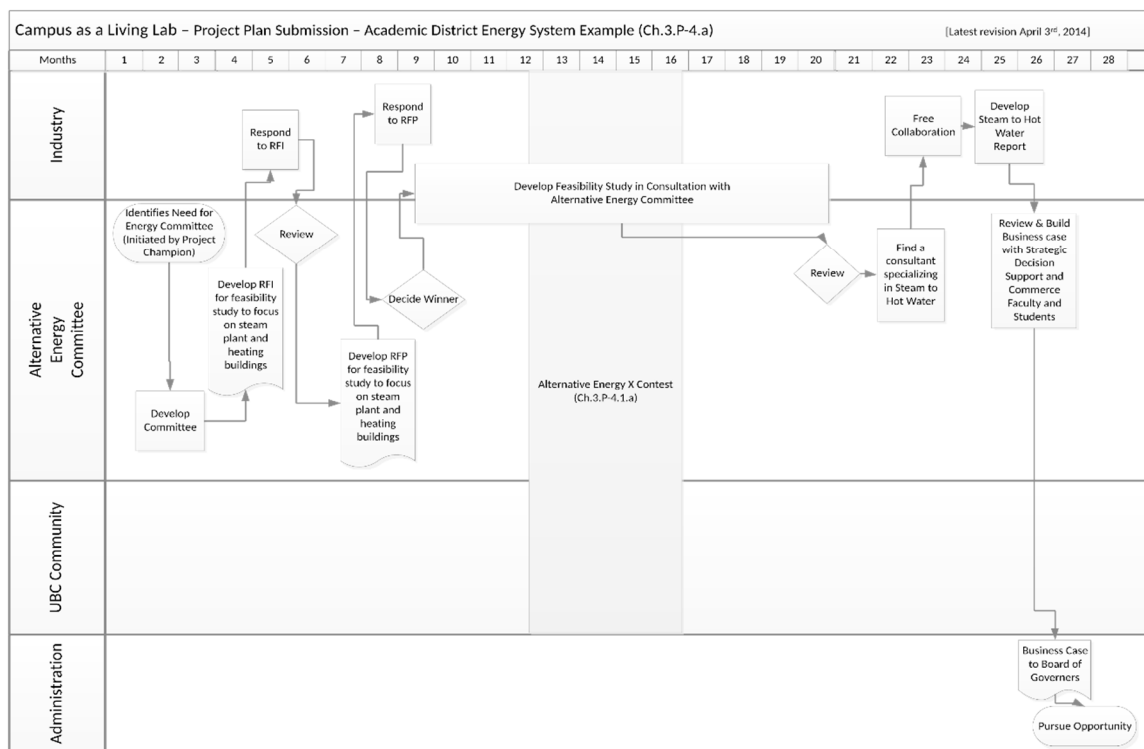 Campus as a Living Lab – Project Plan Submission – Academic District Energy System Example (Ch.3.P-4.a)
[Latest revision April 3rd, 2014]
Months 1 2 3 4 5 6 7 8 9 10 11 12 13 14 15 16 17 18 19 20 21 22 23 24 25 26 27 28
Industry
Respond
to RFI
Respond
to RFP
Develop Feasibility Study in Consultation with
Alternative Energy Committee
Free
Collaboration
Develop
Steam to Hot
Water
Report
Alternative
Energy
Committee
Identifies Need for
Energy Committee
(Initiated by Project
Champion)
Develop
Committee
Develop RFI
for feasibility
study to focus
on steam
plant and
heating
buildings
Review
Develop RFP
for feasibility
study to focus
on steam
plant and
heating
buildings
Decide Winner
Alternative Energy X Contest
(Ch.3.P-4.1.a)
Review
Find a
consultant
specializing
in Steam to
Hot Water
Review & Build
Business case
with Strategic
Decision
Support and
Commerce
Faculty and
Students
UBC Community
Administration
Business Case
to Board of
Governers
Pursue Opportunity